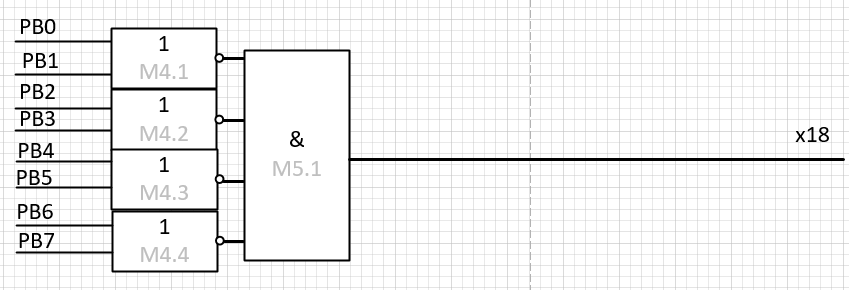 PB0
1
PB1
M4.1
PB2
1
PB3
M4.2
&
x18
PB4
1
M5.1
PB5
M4.3
PB6
1
PB7
M4.4